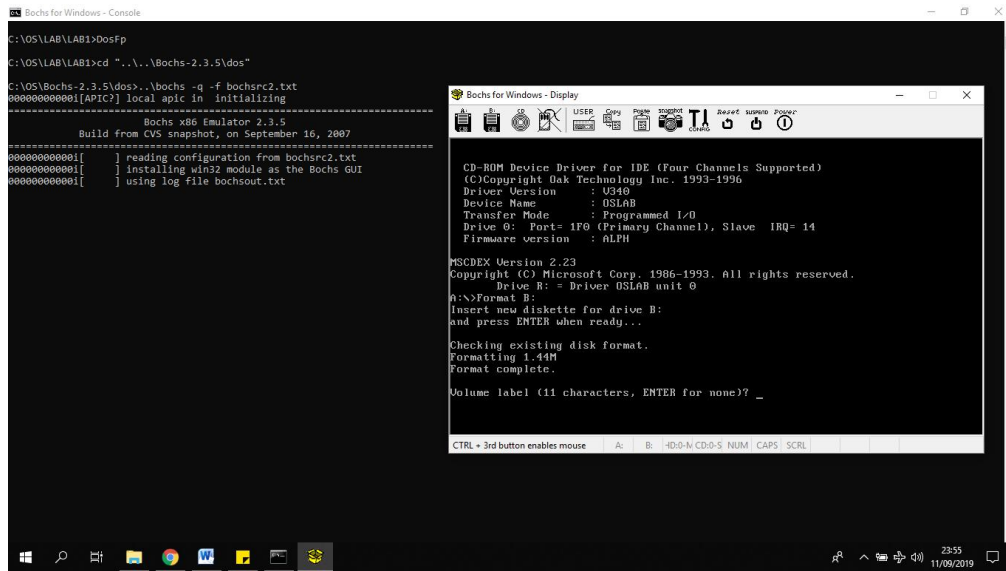 Bochs for Windows - Console
C:\OS\LAB\LAB1>DosFp
C:\OS\LAB\LAB1>cd "..\..\Bochs-2.3.5\dos"
C:\OS\Bochs-2.3.5\dos>..\bochs -q -f bochsrc2.txt
00000000000i[APIC?] local apic in  initializing
========================================================================
Bochs x86 Emulator 2.3.5
Build from CVS snapshot, on September 16, 2007
========================================================================
00000000000i[     ] reading configuration from bochsrc2.txt
00000000000i[     ] installing win32 module as the Bochs GUI
00000000000i[     ] using log file bochsout.txt
Bochs for Windows - Display
A: B: CD USER Copy Paste snapshot CONFIG Reset SUSPEND Power
CD-ROM Device Driver for IDE (Four Channels Supported)
(C)Copyright Oak Technology Inc. 1993-1996
Driver Version     : V340
Device Name        : OSLAB
Transfer Mode      : Programmed I/O
Drive 0:  Port= 1F0 (Primary Channel), Slave  IRQ= 14
Firmware version   : ALPH
MSCDEX Version 2.23
Copyright (C) Microsoft Corp. 1986-1993. All rights reserved.
Drive R: = Driver OSLAB unit 0
A:\>Format B:
Insert new diskette for drive B:
and press ENTER when ready...
Checking existing disk format.
Formatting 1.44M
Format complete.
Volume label (11 characters, ENTER for none)? _
CTRL + 3rd button enables mouse A: B: HD:0-M CD:0-S NUM CAPS SCRL
23:55
11/09/2019